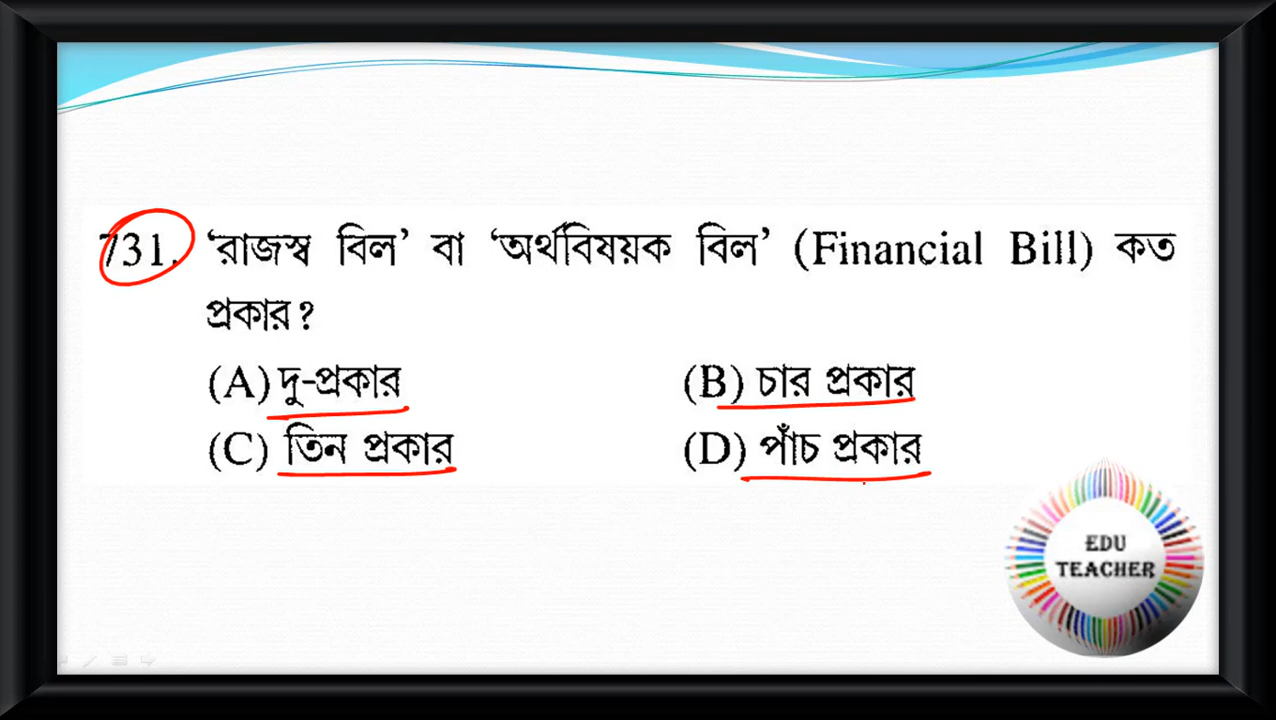 731. ‘রাজস্ব বিল’ বা ‘অর্থবিষয়ক বিল’ (Financial Bill) কত
প্রকার?
(A) দু-প্রকার (B) চার প্রকার
(C) তিন প্রকার (D) পাঁচ প্রকার
EDU
TEACHER